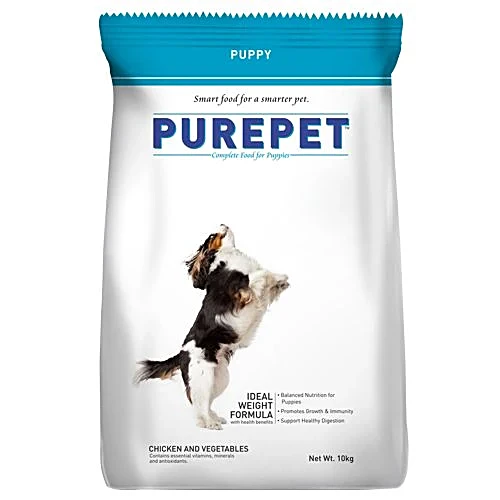 PUPPY
Smart food for a smarter pet.
PUREPET™
Complete Food for Puppies
IDEAL
WEIGHT
FORMULA
with health benefits
• Balanced Nutrition for
Puppies
• Promotes Growth & Immunity
• Support Healthy Digestion
CHICKEN AND VEGETABLES
Contains essential vitamins, minerals
and antioxidants.
Net Wt. 10kg